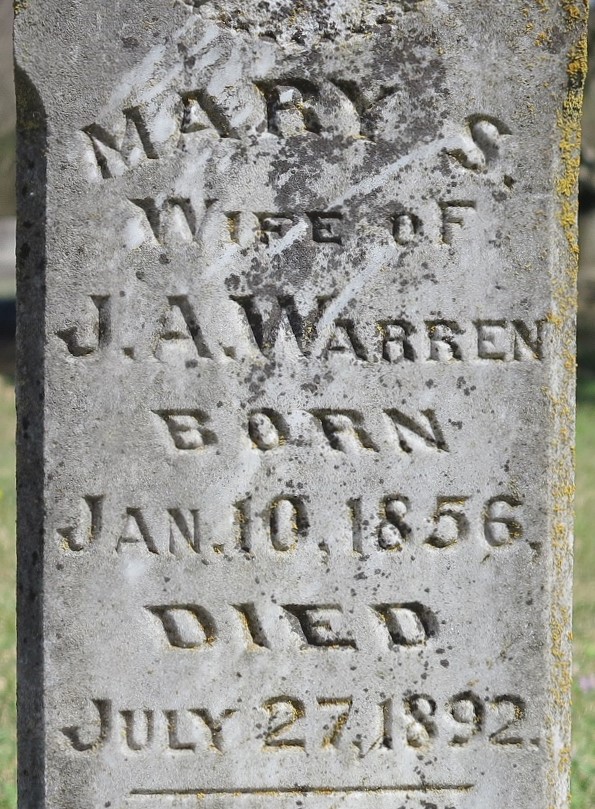 MARY S.
WIFE OF
J. A. WARREN
BORN
JAN. 10, 1856.
DIED
JULY 27, 1892.